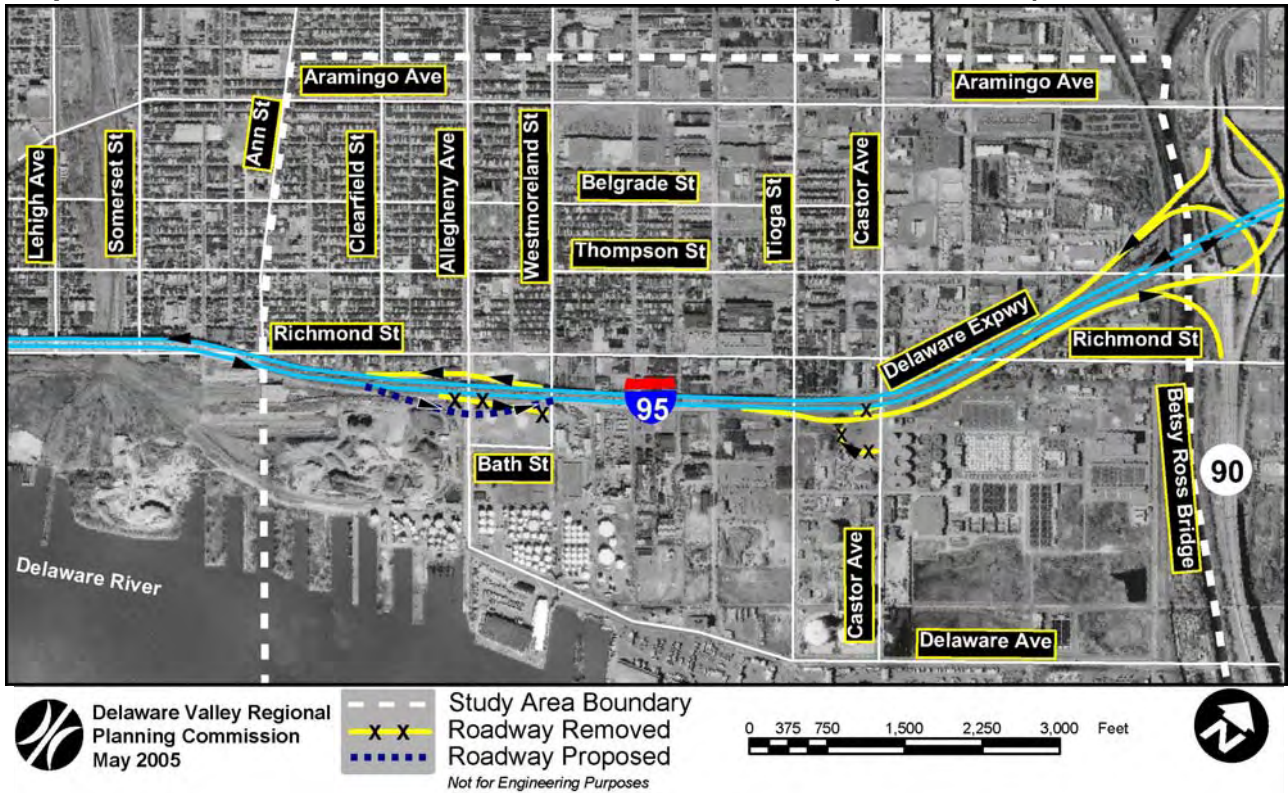 Aramingo Ave
Aramingo Ave
Ann St
Lehigh Ave
Somerset St
Clearfield St
Allegheny Ave
Westmoreland St
Belgrade St
Thompson St
Tioga St
Castor Ave
Richmond St
Delaware Expwy
Richmond St
95
Bath St
Betsy Ross Bridge
90
Delaware River
Castor Ave
Delaware Ave
Delaware Valley Regional
Planning Commission
May 2005
Study Area Boundary
X X Roadway Removed
Roadway Proposed
Not for Engineering Purposes
0 375 750 1,500 2,250 3,000 Feet
N